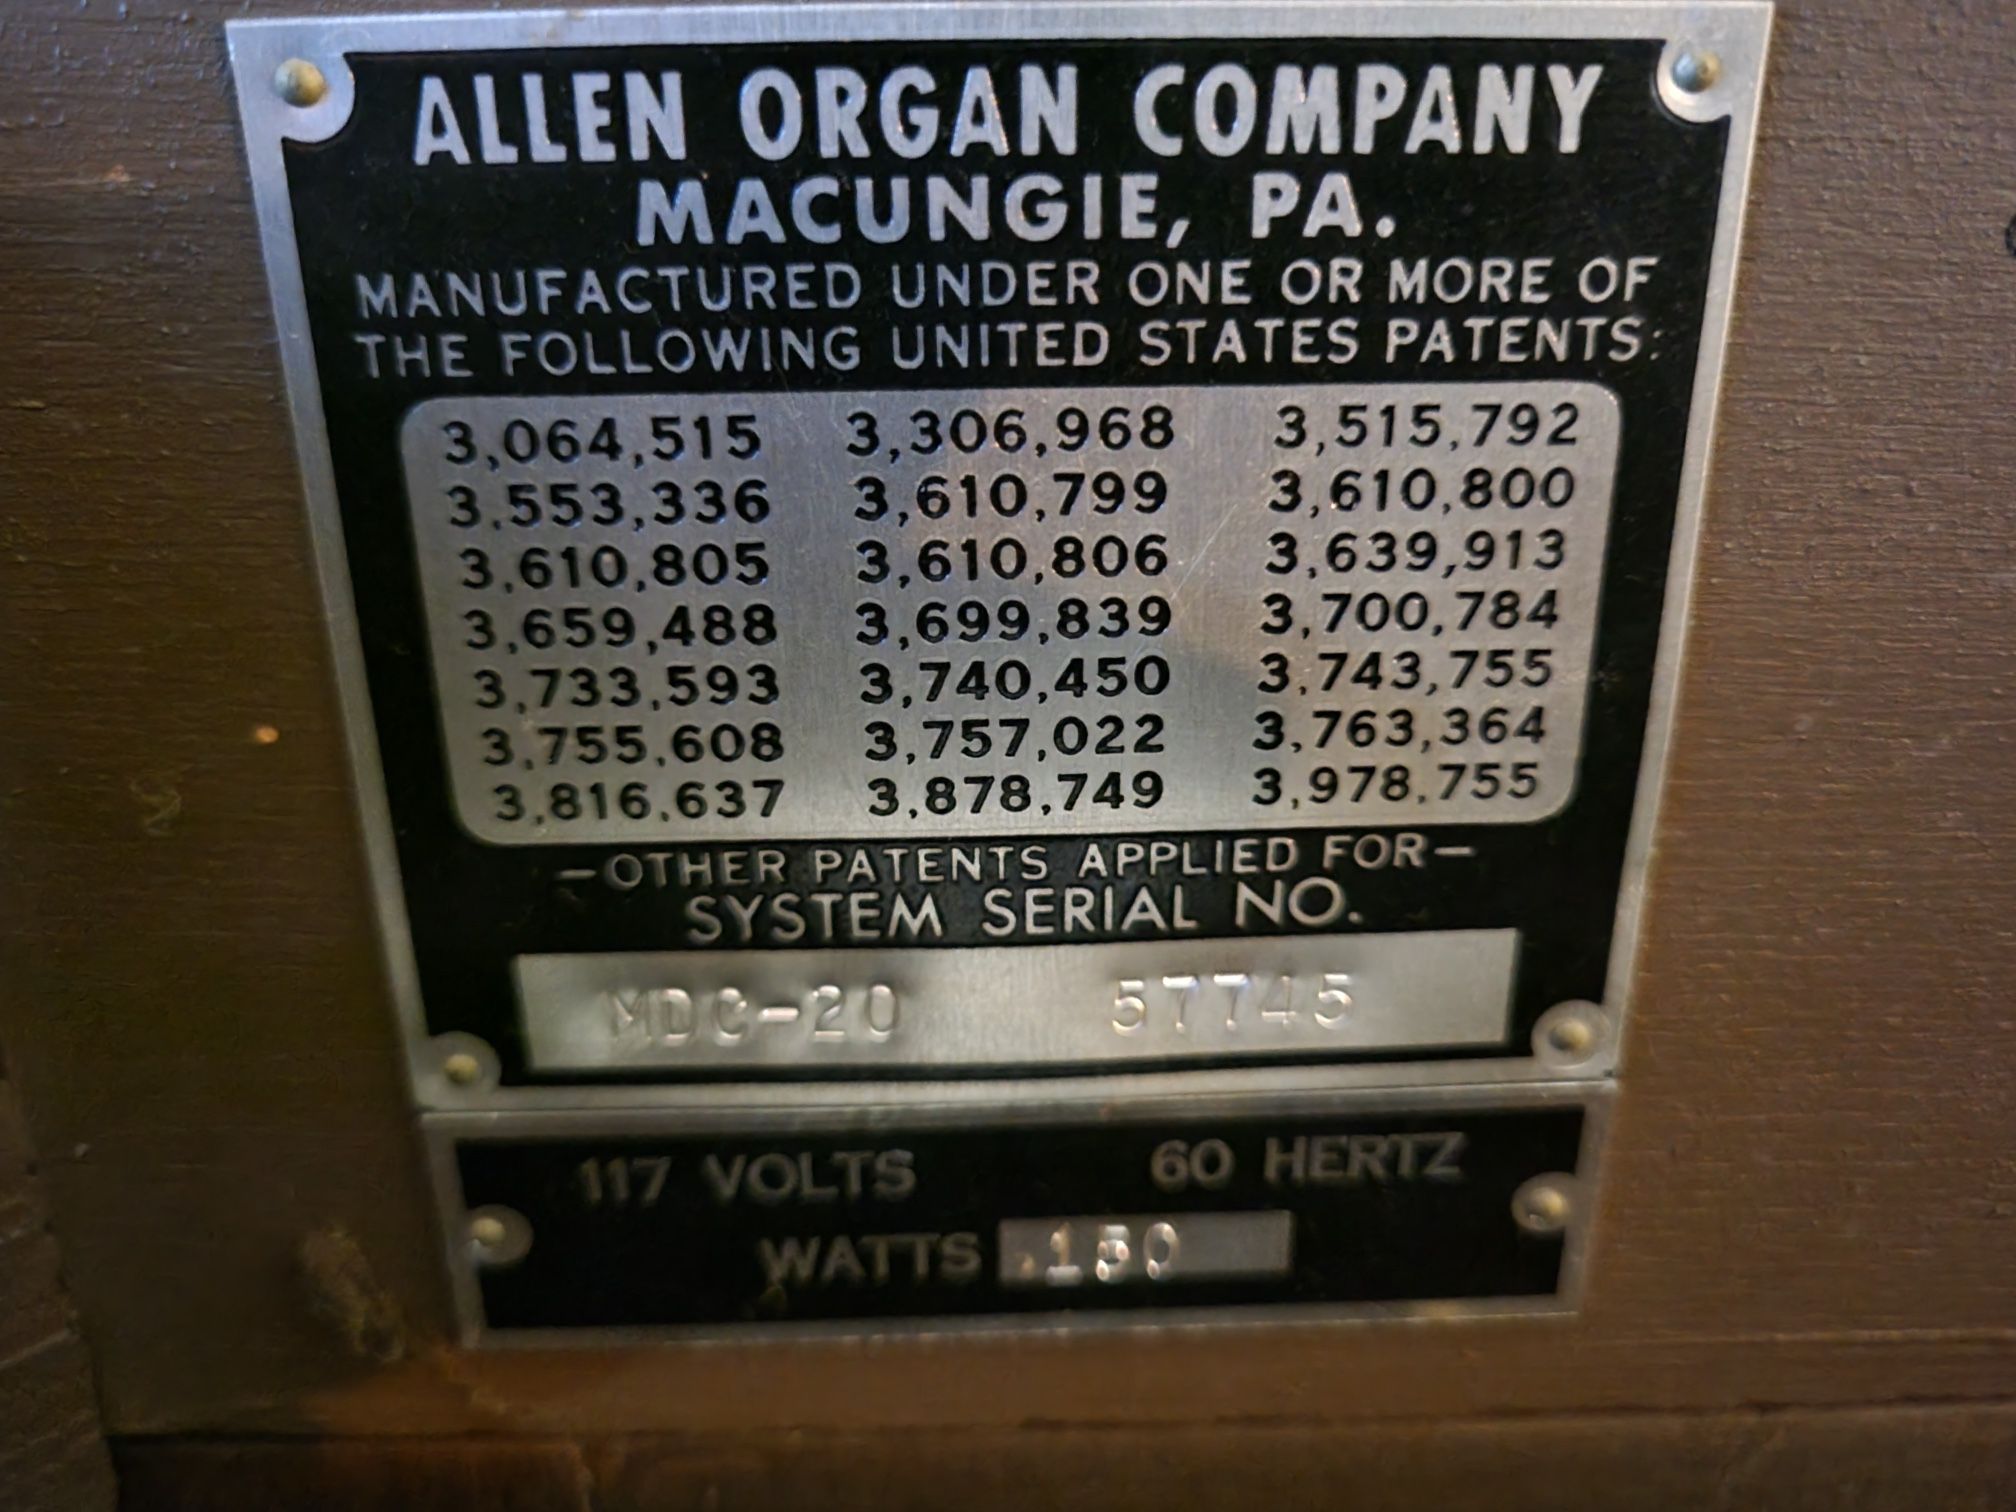 ALLEN ORGAN COMPANY
MACUNGIE, PA.
MANUFACTURED UNDER ONE OR MORE OF
THE FOLLOWING UNITED STATES PATENTS:
3,064,515 3,306,968 3,515,792
3,553,336 3,610,799 3,610,800
3,610,805 3,610,806 3,639,913
3,659,488 3,699,839 3,700,784
3,733,593 3,740,450 3,743,755
3,755,608 3,757,022 3,763,364
3,816,637 3,878,749 3,978,755
—OTHER PATENTS APPLIED FOR—
SYSTEM SERIAL NO.
MDC-20 57745
117 VOLTS 60 HERTZ
WATTS